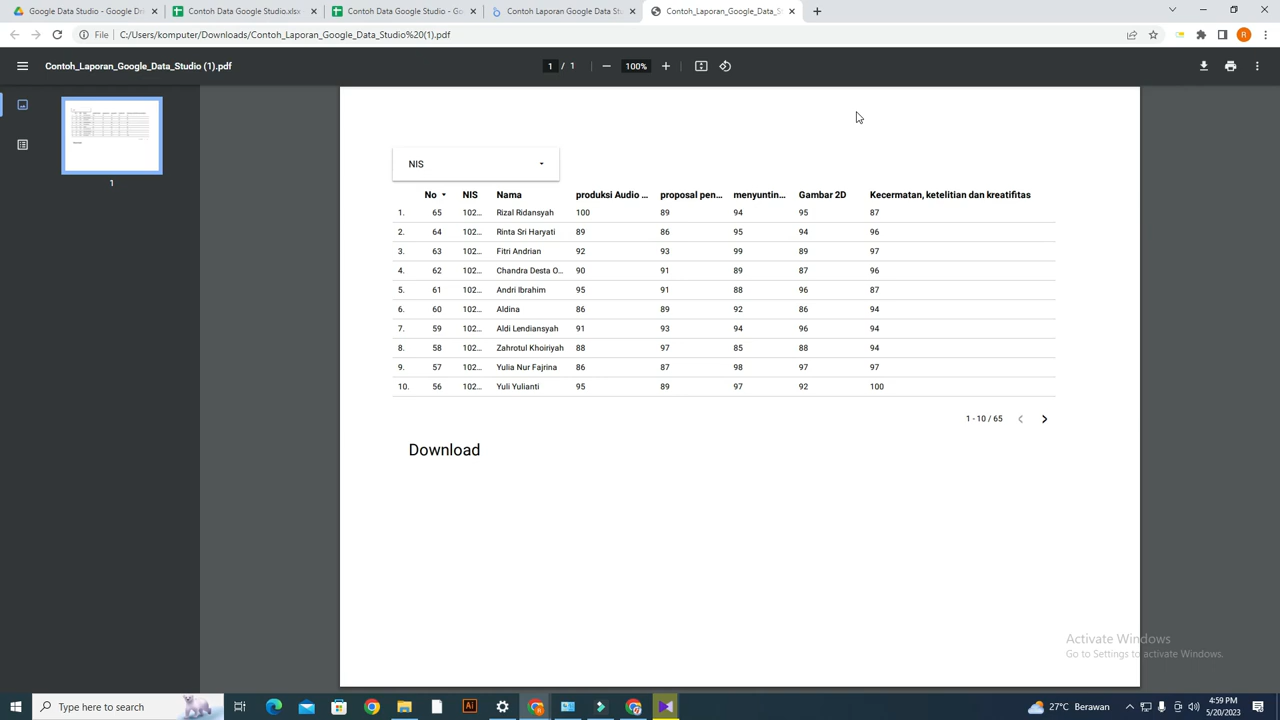 Google Data Studio - Google Dri
Contoh Data Google Studio.xlsx
Contoh Data Google Studio - Goo
Contoh Laporan Google Data Stu
Contoh_Laporan_Google_Data_St
File C:/Users/komputer/Downloads/Contoh_Laporan_Google_Data_Studio%20(1).pdf
R
Contoh_Laporan_Google_Data_Studio (1).pdf
1 / 1
100%
1
NIS
No NIS Nama produksi Audio ... proposal pen... menyuntin... Gambar 2D Kecermatan, ketelitian dan kreatifitas
1. 65 102... Rizal Ridansyah 100 89 94 95 87
2. 64 102... Rinta Sri Haryati 89 86 95 94 96
3. 63 102... Fitri Andrian 92 93 99 89 97
4. 62 102... Chandra Desta O... 90 91 89 87 96
5. 61 102... Andri Ibrahim 95 91 88 96 87
6. 60 102... Aldina 86 89 92 86 94
7. 59 102... Aldi Lendiansyah 91 93 94 96 94
8. 58 102... Zahrotul Khoiriyah 88 97 85 88 94
9. 57 102... Yulia Nur Fajrina 86 87 98 97 97
10. 56 102... Yuli Yulianti 95 89 97 92 100
1 - 10 / 65
Download
Activate Windows
Go to Settings to activate Windows.
Type here to search
Ai
27°C Berawan
4:59 PM
5/20/2023